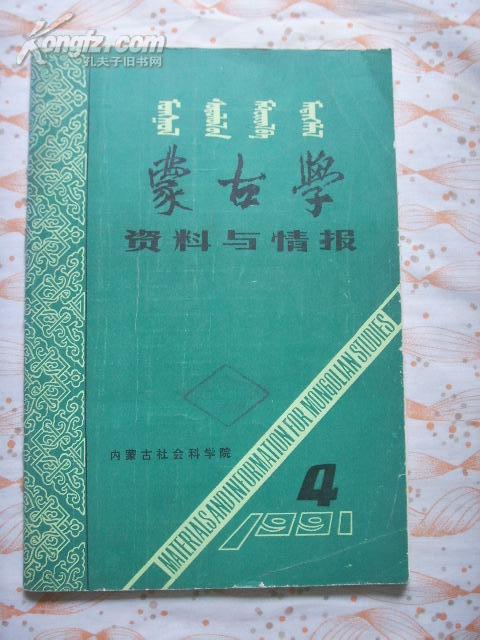 Kongfz.com
孔夫子旧书网
蒙古學
资料与情报
MATERIALS AND INFORMATION FOR MONGOLIAN STUDIES
内蒙古社会科学院
4
1991